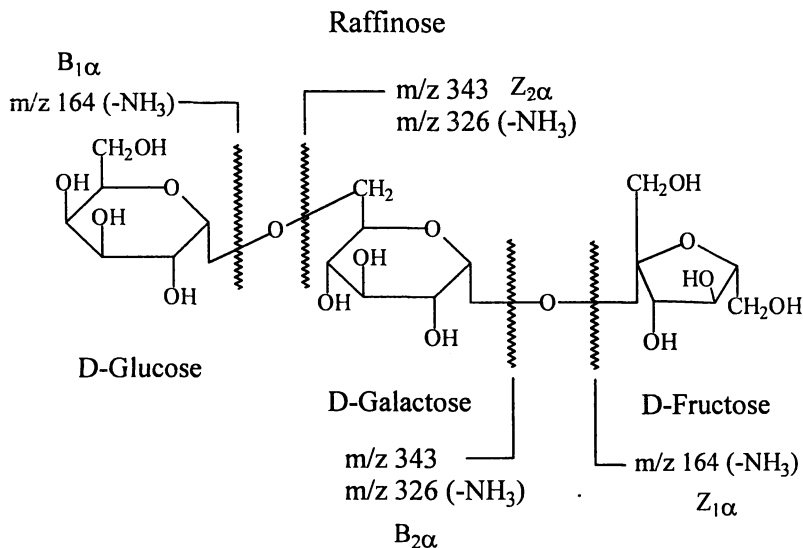 Raffinose
B1α
m/z 164 (-NH3)
m/z 343 Z2α
m/z 326 (-NH3)
CH2OH
OH
O
OH
OH
O
CH2
O
OH
OH
OH
O
CH2OH
O
HO
OH
CH2OH
D-Glucose
D-Galactose
D-Fructose
m/z 343
m/z 326 (-NH3)
B2α
m/z 164 (-NH3)
Z1α